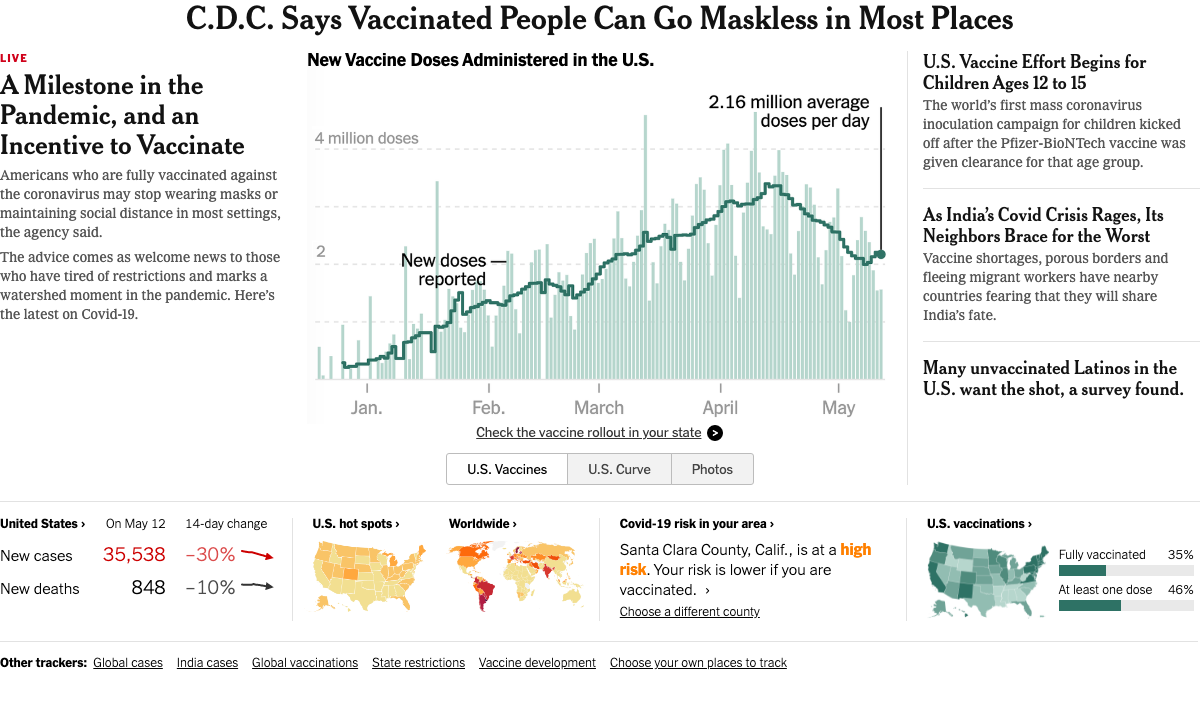 C.D.C. Says Vaccinated People Can Go Maskless in Most Places
LIVE
A Milestone in the
Pandemic, and an
Incentive to Vaccinate
Americans who are fully vaccinated against
the coronavirus may stop wearing masks or
maintaining social distance in most settings,
the agency said.
The advice comes as welcome news to those
who have tired of restrictions and marks a
watershed moment in the pandemic. Here’s
the latest on Covid-19.
New Vaccine Doses Administered in the U.S.
2.16 million average
doses per day
4 million doses
2
New doses
reported
Jan.
Feb.
March
April
May
Check the vaccine rollout in your state
U.S. Vaccines
U.S. Curve
Photos
U.S. Vaccine Effort Begins for
Children Ages 12 to 15
The world’s first mass coronavirus
inoculation campaign for children kicked
off after the Pfizer-BioNTech vaccine was
given clearance for that age group.
As India’s Covid Crisis Rages, Its
Neighbors Brace for the Worst
Vaccine shortages, porous borders and
fleeing migrant workers have nearby
countries fearing that they will share
India’s fate.
Many unvaccinated Latinos in the
U.S. want the shot, a survey found.
United States › On May 12 14-day change
New cases 35,538 –30%
New deaths 848 –10%
U.S. hot spots ›
Worldwide ›
Covid-19 risk in your area ›
Santa Clara County, Calif., is at a high
risk. Your risk is lower if you are
vaccinated. ›
Choose a different county
U.S. vaccinations ›
Fully vaccinated 35%
At least one dose 46%
Other trackers: Global cases India cases Global vaccinations State restrictions Vaccine development Choose your own places to track